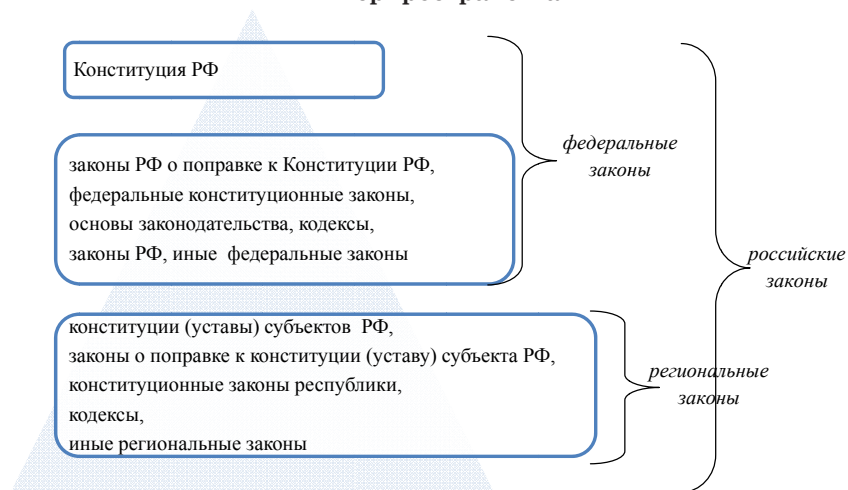 Конституция РФ
федеральные
законы
законы РФ о поправке к Конституции РФ,
федеральные конституционные законы,
основы законодательства, кодексы,
законы РФ, иные федеральные законы
российские
законы
конституции (уставы) субъектов РФ,
законы о поправке к конституции (уставу) субъекта РФ,
конституционные законы республики,
кодексы,
иные региональные законы
региональные
законы